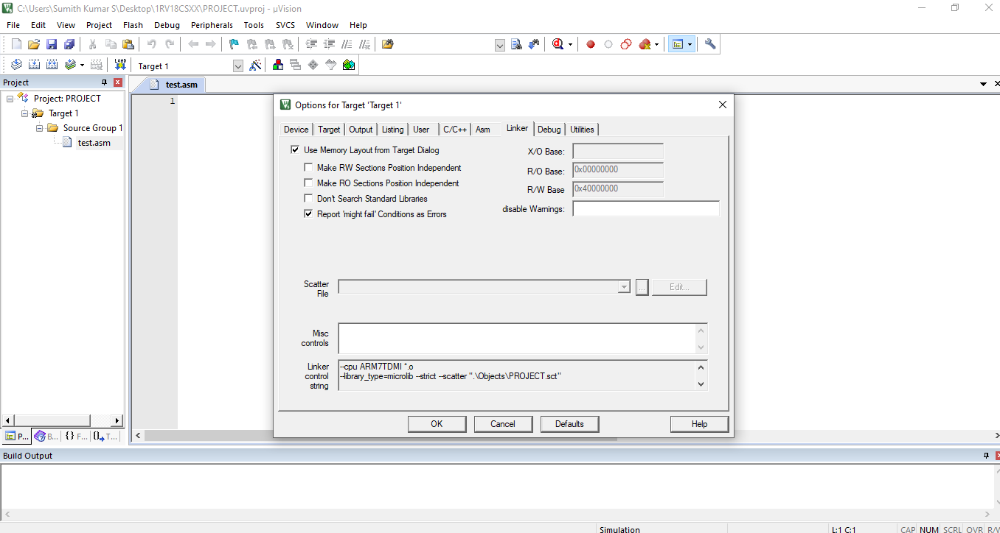 C:\Users\Sumith Kumar S\Desktop\1RV18CSXX\PROJECT.uvproj - µVision
File Edit View Project Flash Debug Peripherals Tools SVCS Window Help
LOAD Target 1
Project
test.asm
Project: PROJECT
Target 1
Source Group 1
test.asm
1
Options for Target 'Target 1'
Device Target Output Listing User C/C++ Asm Linker Debug Utilities
Use Memory Layout from Target Dialog
Make RW Sections Position Independent
Make RO Sections Position Independent
Don't Search Standard Libraries
Report 'might fail' Conditions as Errors
X/O Base:
R/O Base: 0x00000000
R/W Base 0x40000000
disable Warnings:
Scatter
File
... Edit...
Misc
controls
Linker
control
string
--cpu ARM7TDMI *.o
--library_type=microlib --strict --scatter ".\Objects\PROJECT.sct"
OK Cancel Defaults Help
P... B... {} F... 0 T...
Build Output
Simulation L:1 C:1 CAP NUM SCRL OVR R/W